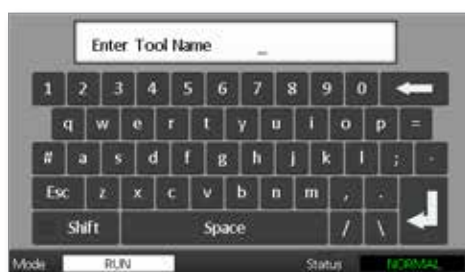 Enter Tool Name _
1 2 3 4 5 6 7 8 9 0
q w e r t y u i o p =
# a s d f g h j k l ; -
Esc z x c v b n m , .
Shift Space / \
Mode RUN Status NORMAL